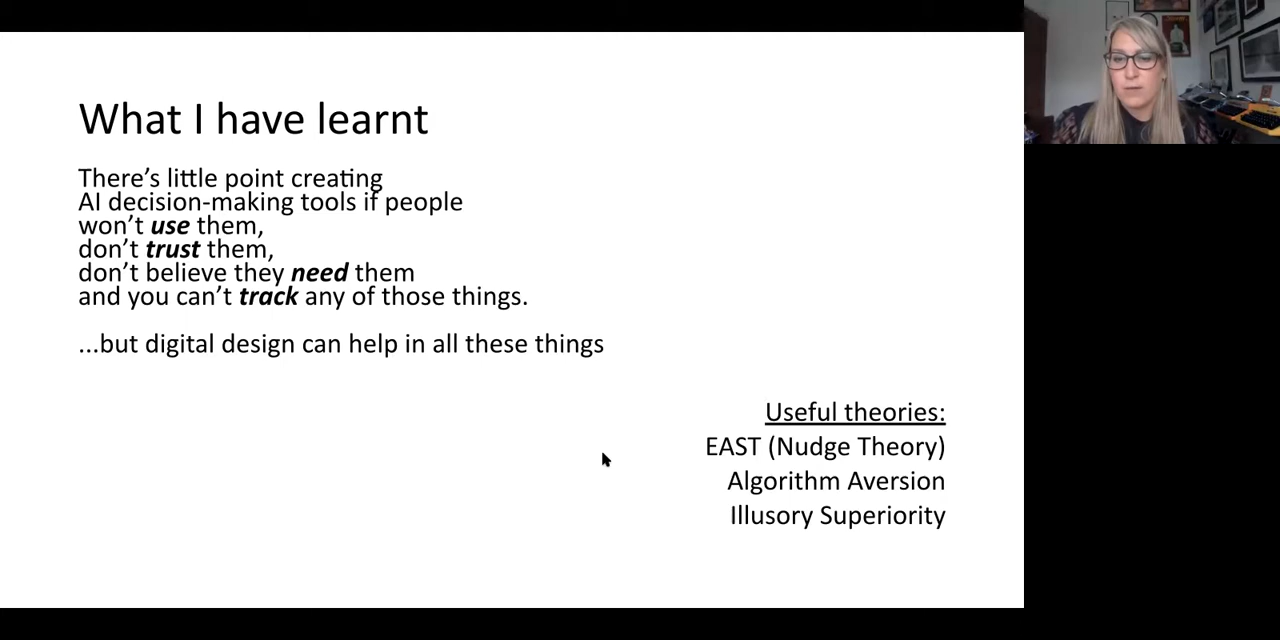 What I have learnt
There’s little point creating
AI decision-making tools if people
won’t use them,
don’t trust them,
don’t believe they need them
and you can’t track any of those things.
...but digital design can help in all these things
Useful theories:
EAST (Nudge Theory)
Algorithm Aversion
Illusory Superiority